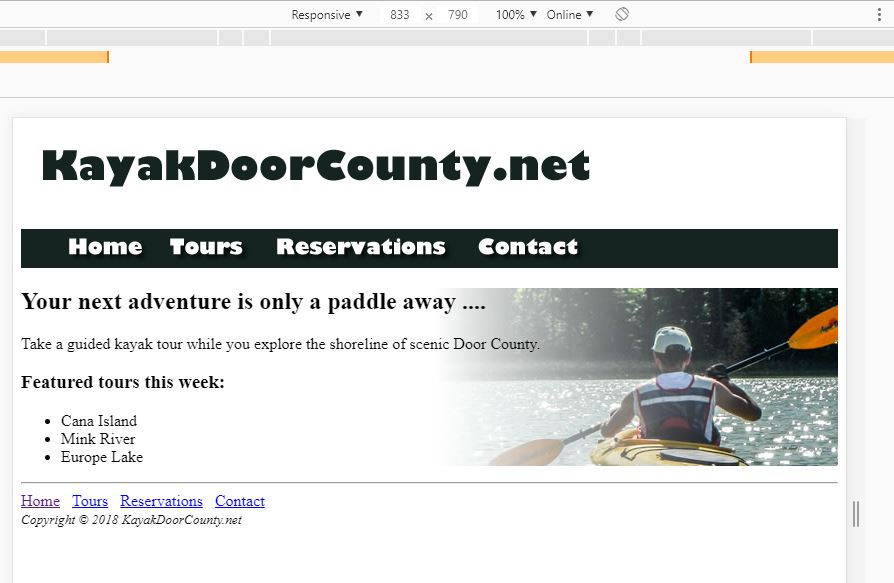 Responsive ▼ 833 × 790 100% ▼ Online ▼
KayakDoorCounty.net
Home Tours Reservations Contact
Your next adventure is only a paddle away ....
Take a guided kayak tour while you explore the shoreline of scenic Door County.
Featured tours this week:
• Cana Island
• Mink River
• Europe Lake
Home Tours Reservations Contact
Copyright © 2018 KayakDoorCounty.net